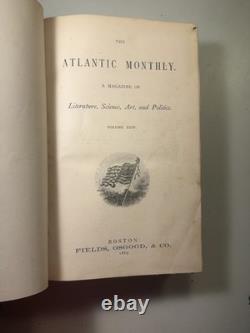 THE
ATLANTIC MONTHLY.
A MAGAZINE OF
Literature, Science, Art, and Politics.
VOLUME
BOSTON
FIELDS, OSGOOD, & CO.